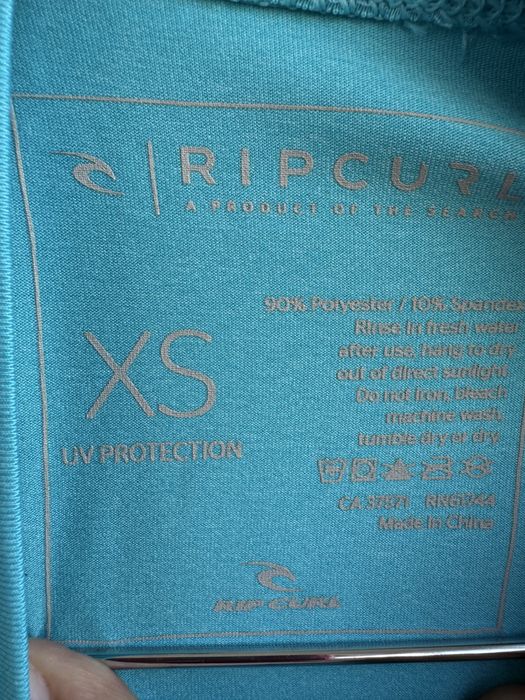 RIPCURL
A PRODUCT OF THE SEARCH
XS
UV PROTECTION
90% Polyester / 10% Spandex
Rinse in fresh water
after use, hang to dry
out of direct sunlight.
Do not iron, bleach
machine wash,
tumble dry or dry
CA 37571 RN61744
Made in China
RIP CURL